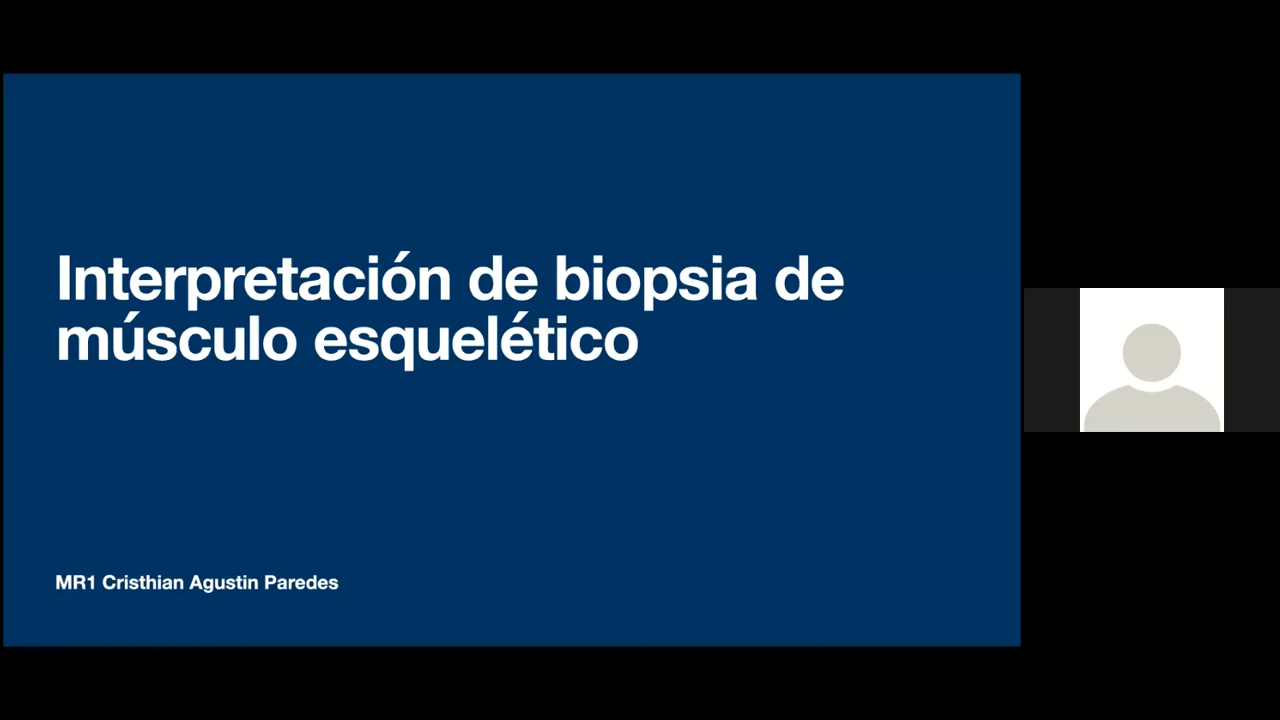 Interpretación de biopsia de
músculo esquelético
MR1 Cristhian Agustin Paredes